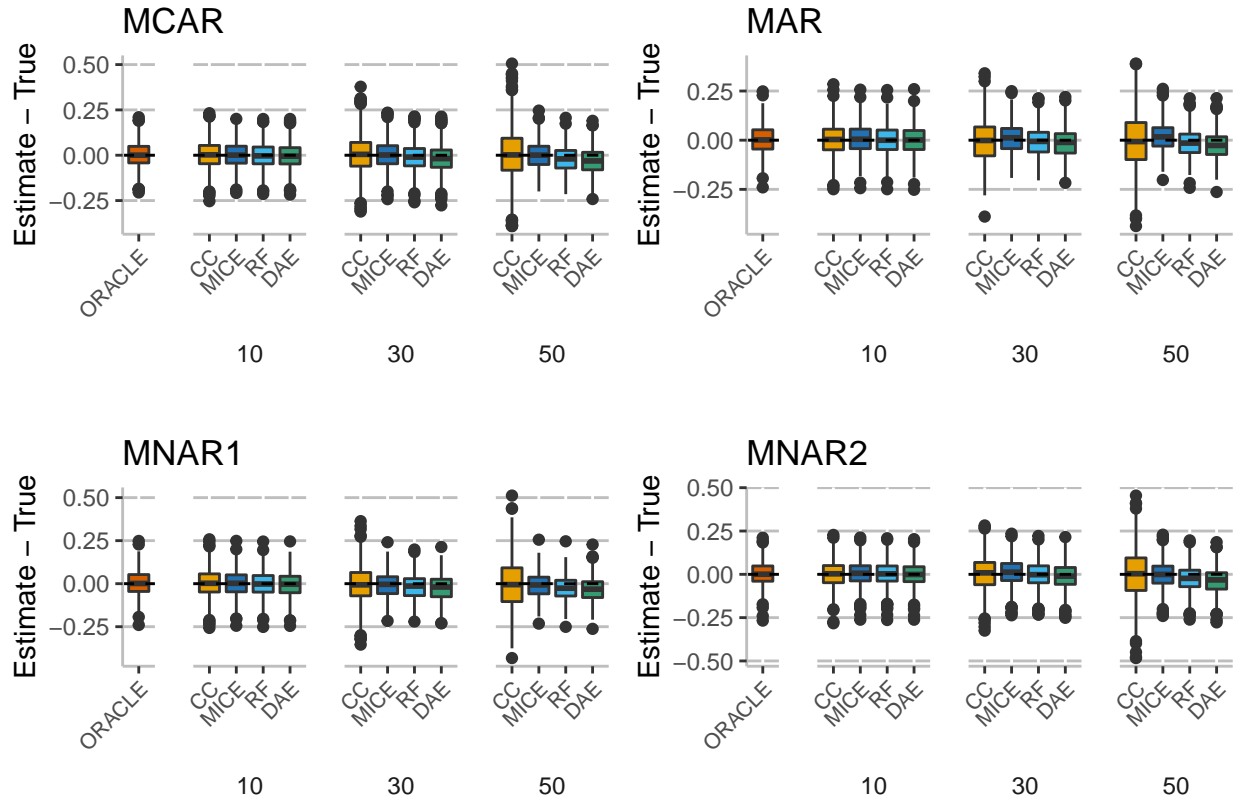 MCAR
Estimate − True
0.50
0.25
0.00
−0.25
ORACLE
CC
MICE
RF
DAE
CC
MICE
RF
DAE
CC
MICE
RF
DAE
10
30
50
MAR
Estimate − True
0.25
0.00
−0.25
ORACLE
CC
MICE
RF
DAE
CC
MICE
RF
DAE
CC
MICE
RF
DAE
10
30
50
MNAR1
Estimate − True
0.50
0.25
0.00
−0.25
ORACLE
CC
MICE
RF
DAE
CC
MICE
RF
DAE
CC
MICE
RF
DAE
10
30
50
MNAR2
Estimate − True
0.50
0.25
0.00
−0.25
−0.50
ORACLE
CC
MICE
RF
DAE
CC
MICE
RF
DAE
CC
MICE
RF
DAE
10
30
50